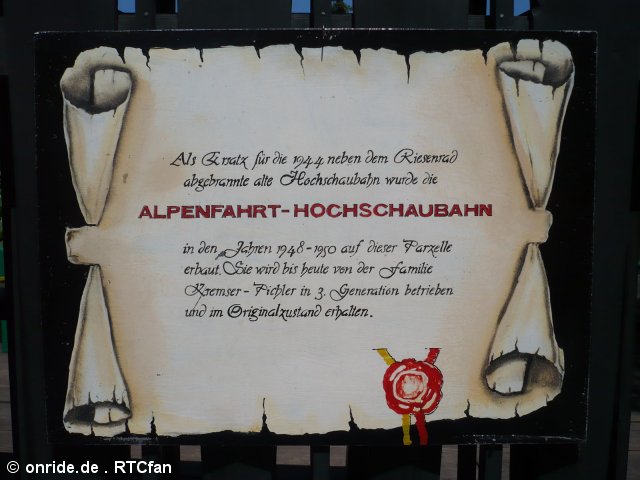 Als Ersatz für die 1944 neben dem Riesenrad
abgebrannte alte Hochschaubahn wurde die
ALPENFAHRT-HOCHSCHAUBAHN
in den Jahren 1948-1950 auf dieser Parzelle
erbaut. Sie wird bis heute von der Familie
Kremser-Pichler in 3. Generation betrieben
und im Originalzustand erhalten.
© onride.de . RTCfan